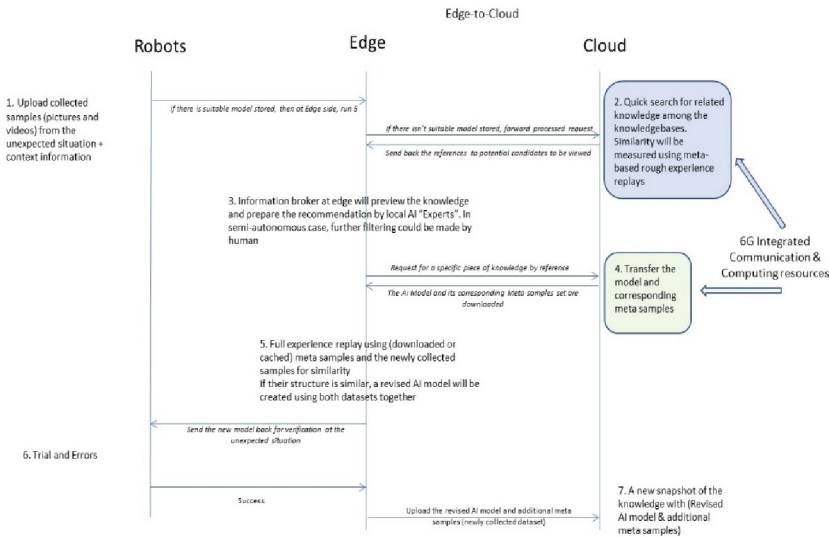 Edge-to-Cloud
Robots
Edge
Cloud
1. Upload collected
samples (pictures and
videos) from the
unexpected situation +
context information
If there is suitable model stored, then at Edge side, run 5
If there isn't suitable model stored, forward processed request
Send back the references to potential candidates to be viewed
2. Quick search for related
knowledge among the
knowledgebases.
Similarity will be
measured using meta-
based rough experience
replays
3. Information broker at edge will preview the knowledge
and prepare the recommendation by local AI "Experts". In
semi-autonomous case, further filtering could be made by
human
6G Integrated
Communication &
Computing resources
Request for a specific piece of knowledge by reference
The AI Model and its corresponding Meta samples set are
downloaded
4. Transfer the
model and
corresponding
meta samples
5. Full experience replay using (downloaded or
cached) meta samples and the newly collected
samples for similarity
If their structure is similar, a revised AI model will be
created using both datasets together
Send the new model back for verification at the
unexpected situation
6. Trial and Errors
Success
Upload the revised AI model and additional meta
samples (newly collected dataset)
7. A new snapshot of the
knowledge with (Revised
AI model & additional
meta samples)